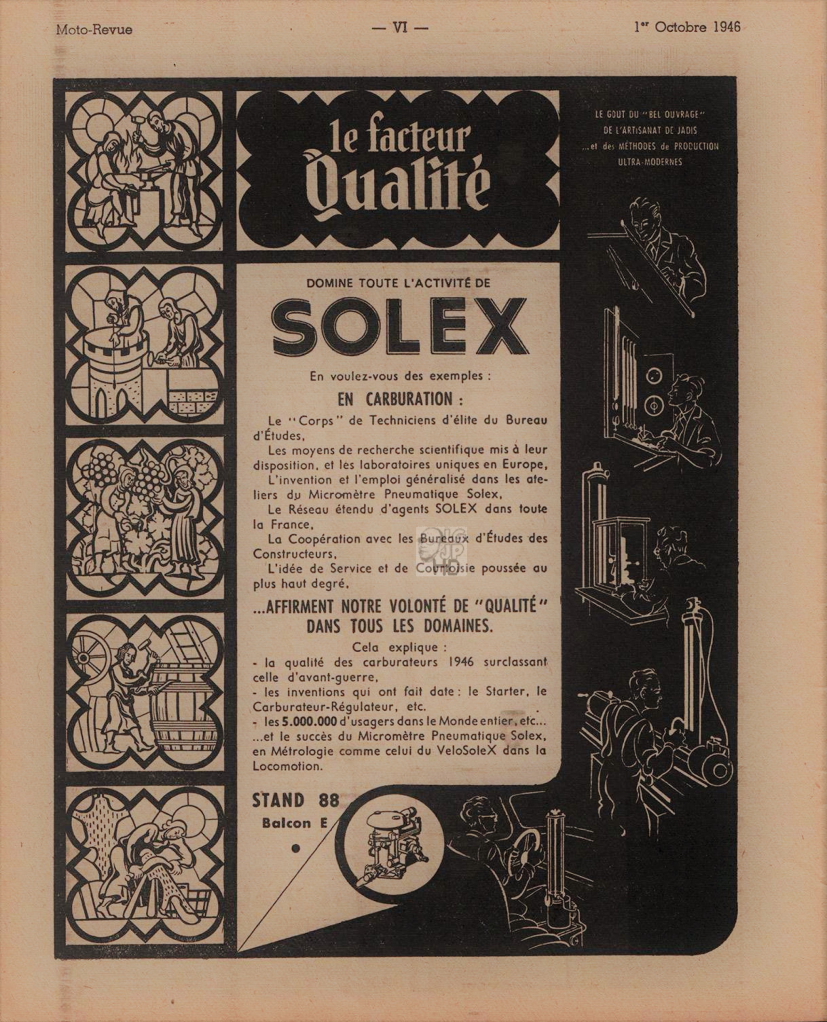 Moto-Revue
— VI —
1er Octobre 1946
le facteur
Qualité
LE GOUT DU "BEL OUVRAGE"
DE L'ARTISANAT DE JADIS
...et des MÉTHODES de PRODUCTION
ULTRA-MODERNES
DOMINE TOUTE L'ACTIVITÉ DE
SOLEX
En voulez-vous des exemples :
EN CARBURATION :
Le "Corps" de Techniciens d'élite du Bureau
d'Études,
Les moyens de recherche scientifique mis à leur
disposition, et les laboratoires uniques en Europe,
L'invention et l'emploi généralisé dans les ate-
liers du Micromètre Pneumatique Solex,
Le Réseau étendu d'agents SOLEX dans toute
la France,
La Coopération avec les Bureaux d'Études des
Constructeurs,
L'idée de Service et de Courtoisie poussée au
plus haut degré,
...AFFIRMENT NOTRE VOLONTÉ DE "QUALITÉ"
DANS TOUS LES DOMAINES.
Cela explique :
- la qualité des carburateurs 1946 surclassant
celle d'avant-guerre,
- les inventions qui ont fait date : le Starter, le
Carburateur-Régulateur, etc.
- les 5.000.000 d'usagers dans le Monde entier, etc...
...et le succès du Micromètre Pneumatique Solex,
en Métrologie comme celui du VeloSoleX dans la
Locomotion.
STAND 88
Balcon E